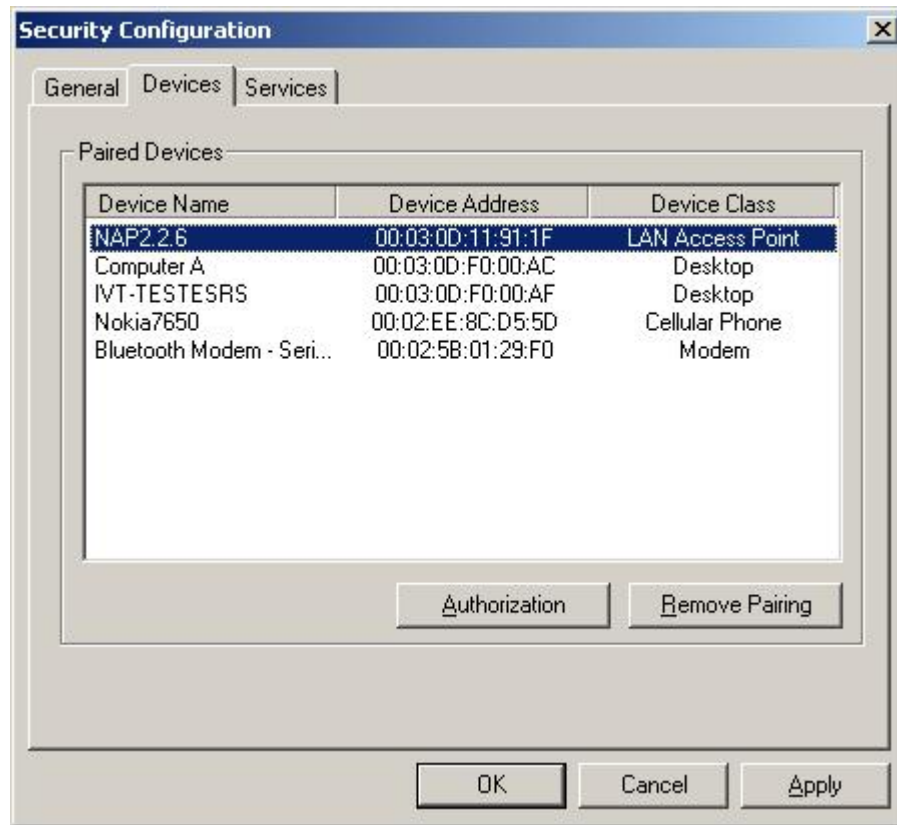 Security Configuration
General Devices Services
Paired Devices
Device Name Device Address Device Class
NAP2.2.6 00:03:0D:11:91:1F LAN Access Point
Computer A 00:03:0D:F0:00:AC Desktop
IVT-TESTESRS 00:03:0D:F0:00:AF Desktop
Nokia7650 00:02:EE:8C:D5:5D Cellular Phone
Bluetooth Modem - Seri... 00:02:5B:01:29:F0 Modem
Authorization Remove Pairing
OK Cancel Apply